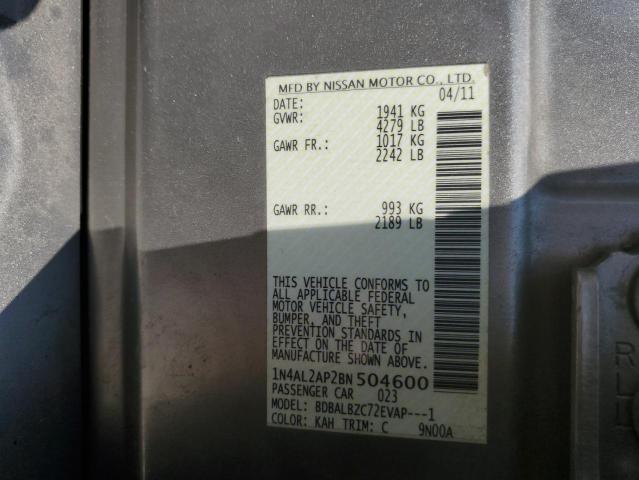 MFD BY NISSAN MOTOR CO., LTD.
DATE: 04/11
GVWR: 1941 KG
4279 LB
GAWR FR.: 1017 KG
2242 LB
GAWR RR.: 993 KG
2189 LB
THIS VEHICLE CONFORMS TO
ALL APPLICABLE FEDERAL
MOTOR VEHICLE SAFETY,
BUMPER, AND THEFT
PREVENTION STANDARDS IN
EFFECT ON THE DATE OF
MANUFACTURE SHOWN ABOVE.
1N4AL2AP2BN504600
PASSENGER CAR 023
MODEL: BDBALBZC72EVAP---1
COLOR: KAH TRIM: C 9N00A
RLH